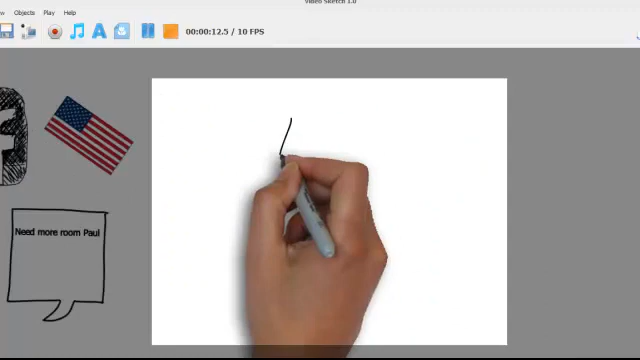 Video Sketch 1.0
Objects Play Help
00:00:12.5 / 10 FPS
Need more room Paul